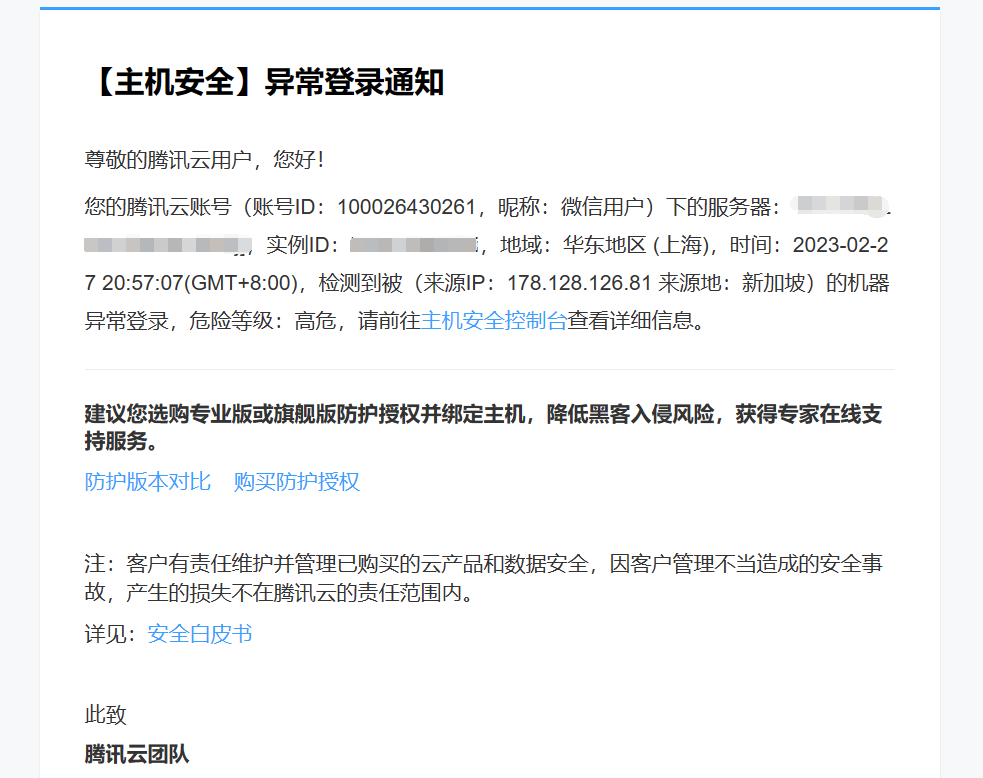 【主机安全】异常登录通知
尊敬的腾讯云用户，您好！
您的腾讯云账号（账号ID：100026430261，昵称：微信用户）下的服务器：
，实例ID：，地域：华东地区 (上海)，时间：2023-02-2
7 20:57:07(GMT+8:00)，检测到被（来源IP：178.128.126.81 来源地：新加坡）的机器
异常登录，危险等级：高危，请前往主机安全控制台查看详细信息。
建议您选购专业版或旗舰版防护授权并绑定主机，降低黑客入侵风险，获得专家在线支
持服务。
防护版本对比 购买防护授权
注：客户有责任维护并管理已购买的云产品和数据安全，因客户管理不当造成的安全事
故，产生的损失不在腾讯云的责任范围内。
详见：安全白皮书
此致
腾讯云团队